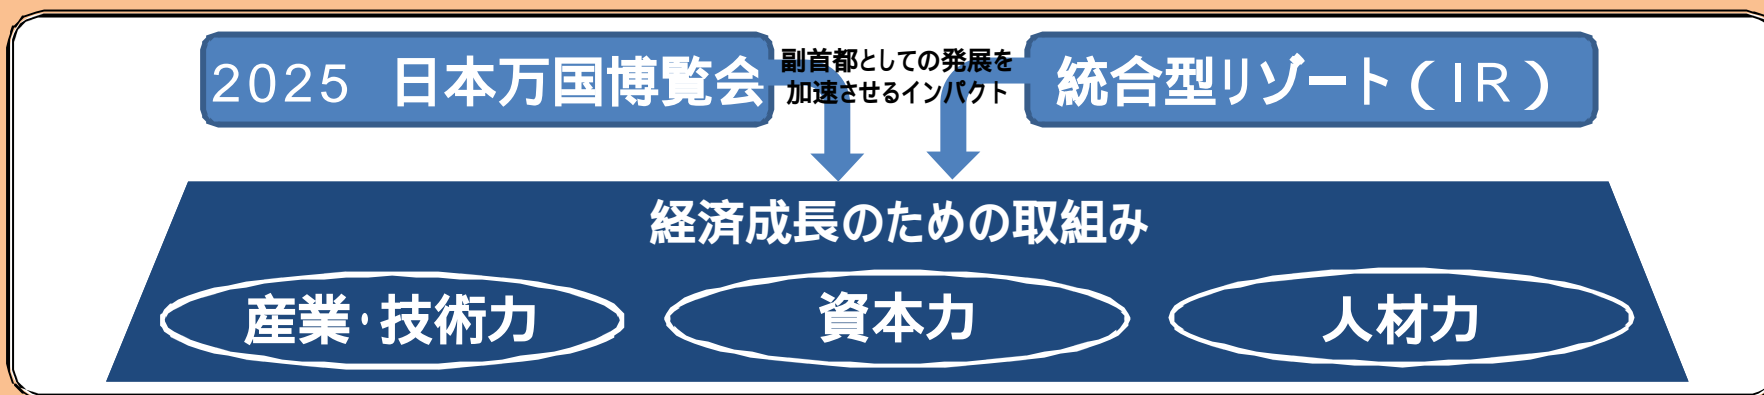 2025 日本万国博覧会
副首都としての発展を
加速させるインパクト
統合型リゾート(IR)
経済成長のための取組み
産業・技術力
資本力
人材力